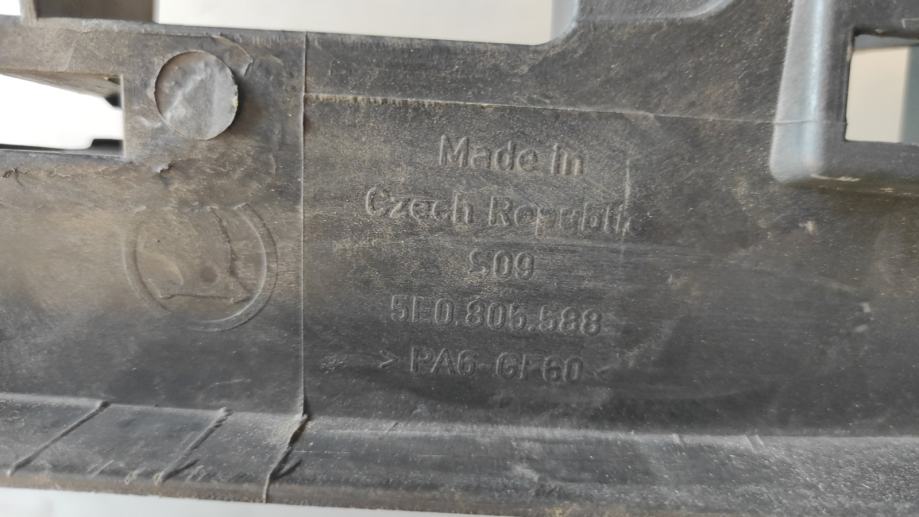 Made in
Czech Republic
S09
5E0.805.588
> PA6-GF60 <